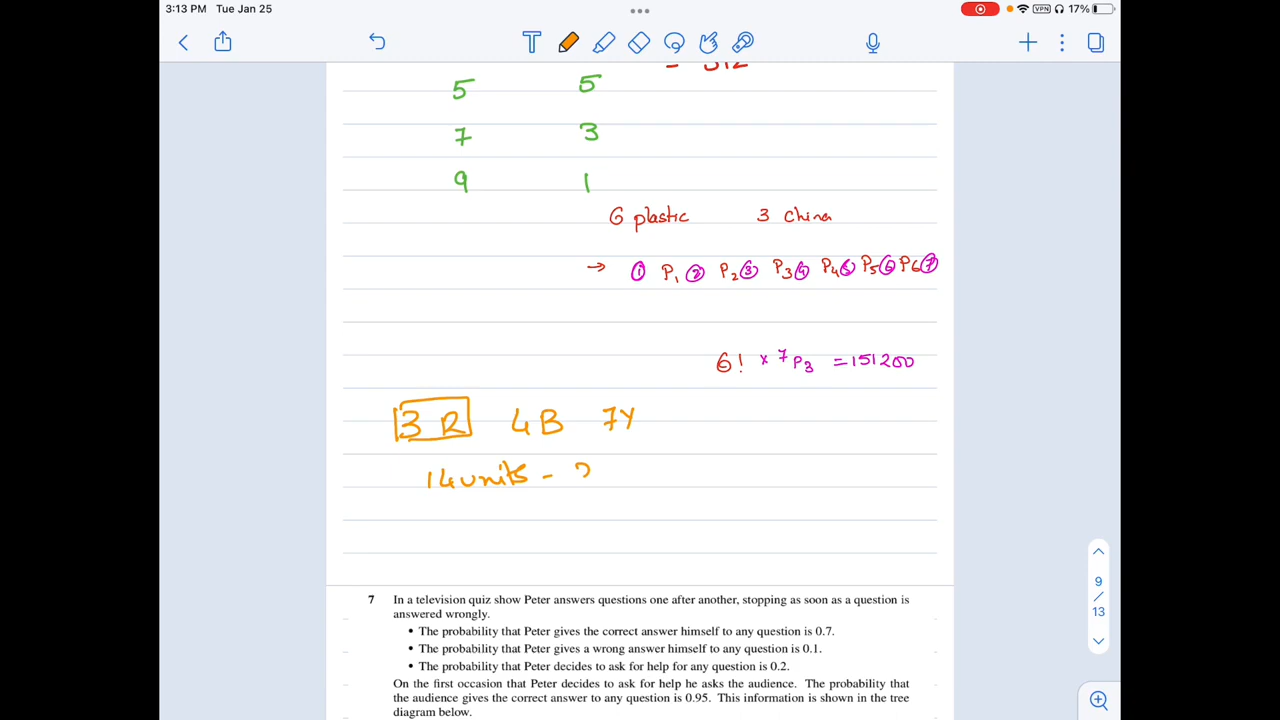 3:13 PM Tue Jan 25
VPN 17%
5 5
7 3
9 1
6 plastic 3 china
→ 1 P1 2 P2 3 P3 4 P4 5 P5 6 P6 7
6! × 7P3 = 151200
3 R 4B 7Y
14 units -
9
/
13
7 In a television quiz show Peter answers questions one after another, stopping as soon as a question is
answered wrongly.
• The probability that Peter gives the correct answer himself to any question is 0.7.
• The probability that Peter gives a wrong answer himself to any question is 0.1.
• The probability that Peter decides to ask for help for any question is 0.2.
On the first occasion that Peter decides to ask for help he asks the audience. The probability that
the audience gives the correct answer to any question is 0.95. This information is shown in the tree
diagram below.